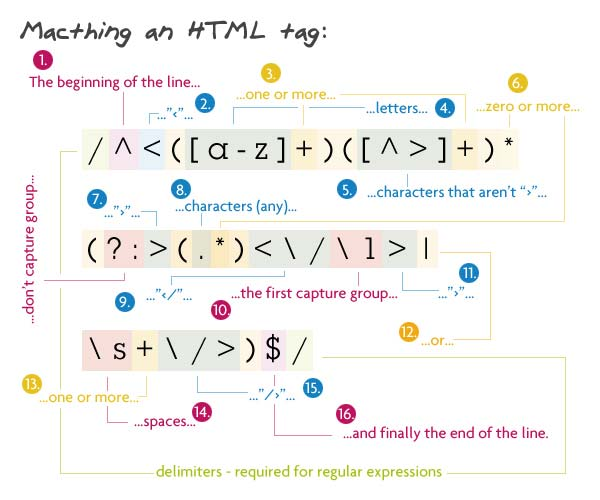 Macthing an HTML tag:
1.
The beginning of the line...
..."<"... 2.
3.
...one or more...
...letters... 4.
6.
...zero or more...
/^<([a-z]+)([^>]+)*
5. ...characters that aren't ">"...
...don't capture group...
7. ...">"...
8. ...characters (any)...
(?:>(.*)<\/\1>|
9. ..."</"...
...the first capture group...
10.
11.
...">"...
12. ...or...
\s+\/>)$/
13. ...one or more...
...spaces... 14.
..."/>"... 15.
16.
...and finally the end of the line.
delimiters - required for regular expressions